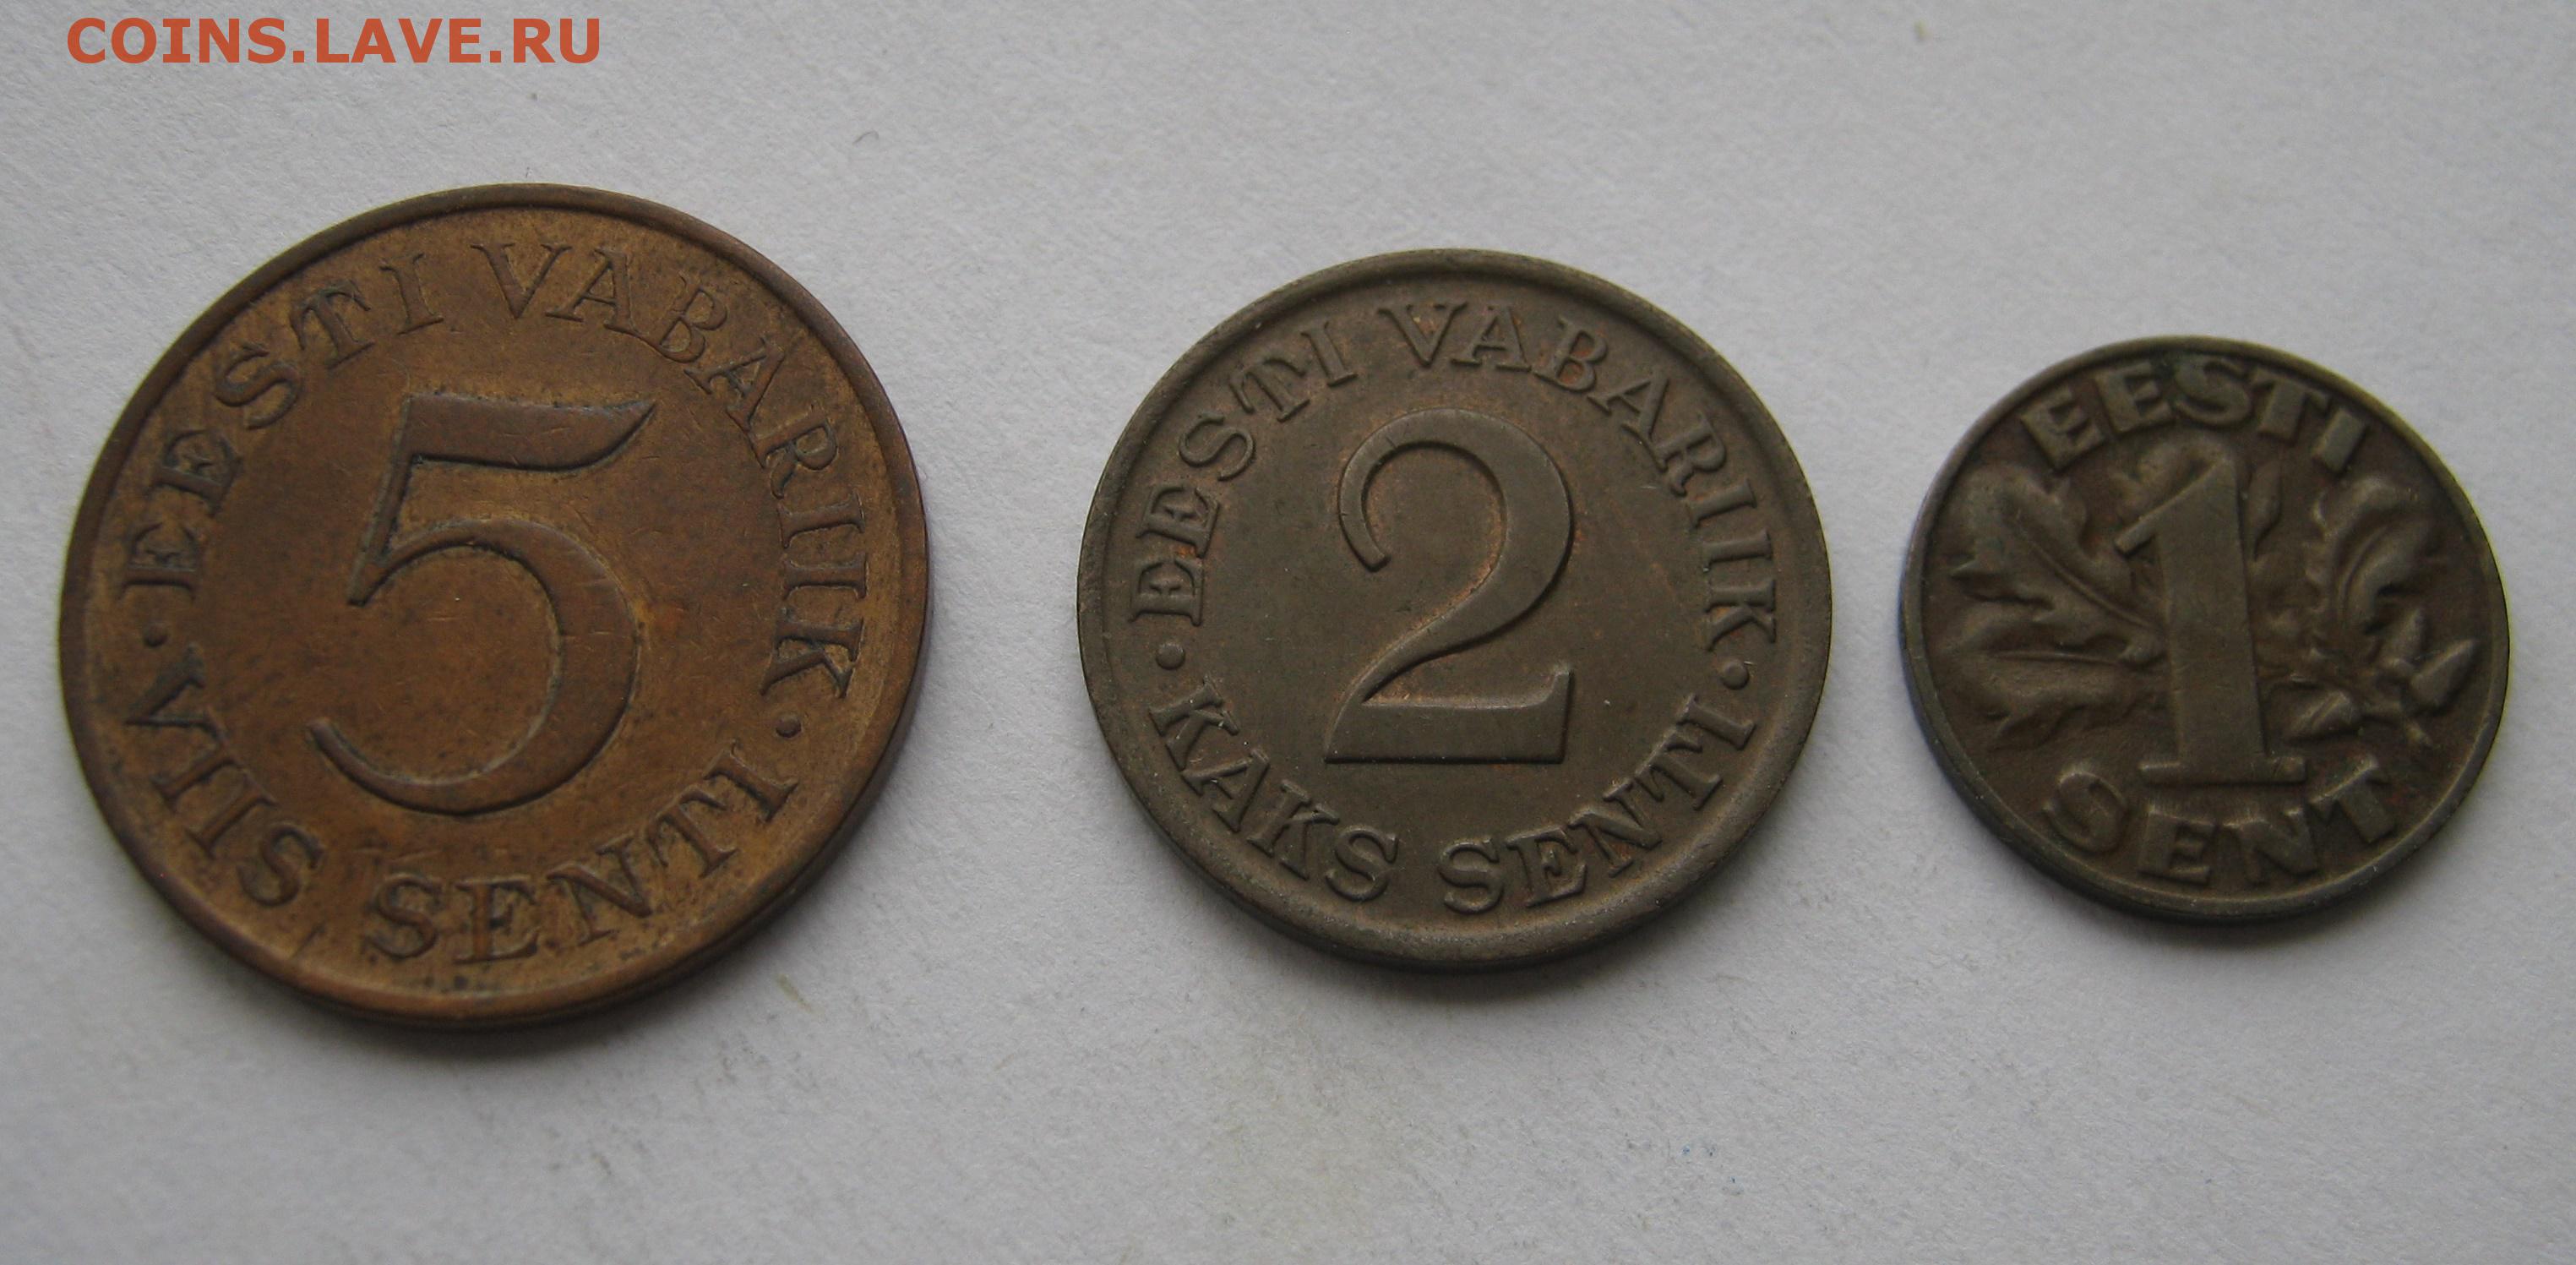 COINS.LAVE.RU
· EESTI VABARIIK ·
VIIS SENTI
5
· EESTI VABARIIK ·
KAKS SENTI
2
EESTI
1
SENT